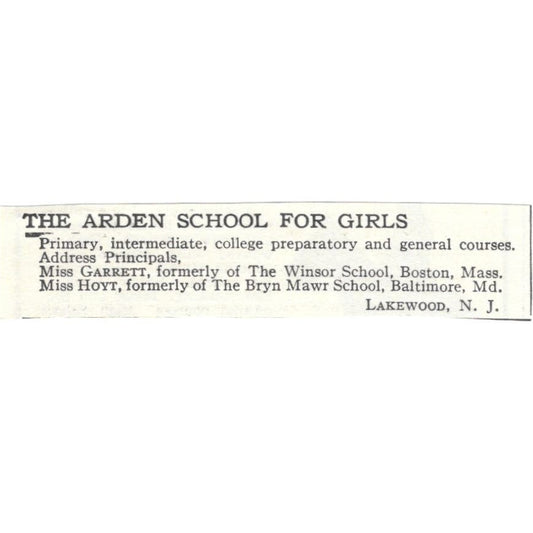 THE ARDEN SCHOOL FOR GIRLS
Primary, intermediate, college preparatory and general courses.
Address Principals,
Miss GARRETT, formerly of The Winsor School, Boston, Mass.
Miss HOYT, formerly of The Bryn Mawr School, Baltimore, Md.
LAKEWOOD, N. J.